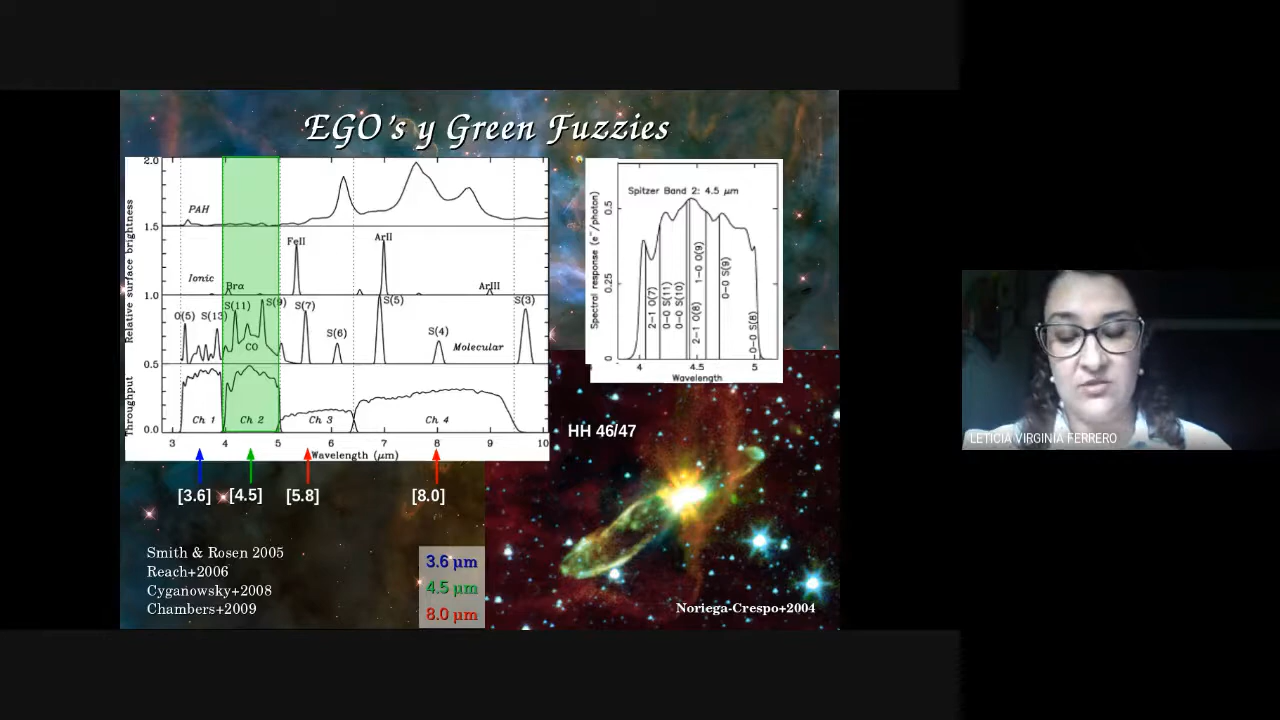 EGO's y Green Fuzzies
2.0
1.5
1.0
0.5
0.0
Relative surface brightness
Throughput
PAH
FeII
ArII
Ionic
Brα
ArIII
O(5)
S(13)
S(11)
S(9)
S(7)
S(5)
S(3)
CO
S(6)
S(4)
Molecular
Ch 1
Ch 2
Ch 3
Ch 4
3 4 5 6 7 8 9 10
Wavelength (μm)
[3.6] [4.5] [5.8] [8.0]
Spitzer Band 2: 4.5 μm
Spectral response (e⁻/photon)
0.5
0.25
0
2-1 O(7)
0-0 S(11)
0-0 S(10)
2-1 O(8)
1-0 O(9)
0-0 S(9)
0-0 S(8)
4 4.5 5
Wavelength
HH 46/47
Smith & Rosen 2005
Reach+2006
Cyganowsky+2008
Chambers+2009
3.6 μm
4.5 μm
8.0 μm
Noriega-Crespo+2004
LETICIA VIRGINIA FERRERO